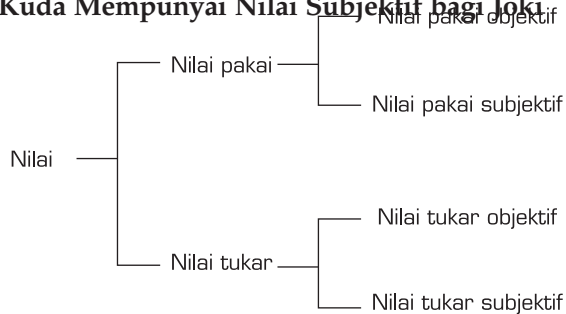 Kuda Mempunyai Nilai Subjektif bagi Joki
Nilai pakai objektif
Nilai pakai
Nilai pakai subjektif
Nilai
Nilai tukar objektif
Nilai tukar
Nilai tukar subjektif